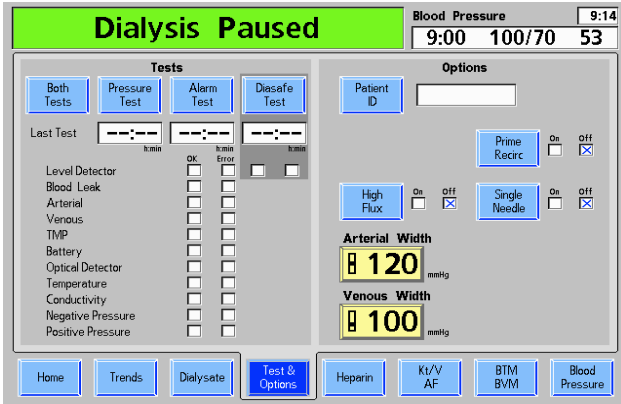 Dialysis Paused
Blood Pressure 9:14
9:00 100/70 53
Tests
Both Tests
Pressure Test
Alarm Test
Diasafe Test
Last Test --:-- --:-- --:--
h:min h:min h:min
OK Error
Level Detector
Blood Leak
Arterial
Venous
TMP
Battery
Optical Detector
Temperature
Conductivity
Negative Pressure
Positive Pressure
Options
Patient ID
Prime Recirc
On Off
High Flux
On Off
Single Needle
On Off
Arterial Width
120 mmHg
Venous Width
100 mmHg
Home
Trends
Dialysate
Test & Options
Heparin
Kt/V AF
BTM BVM
Blood Pressure